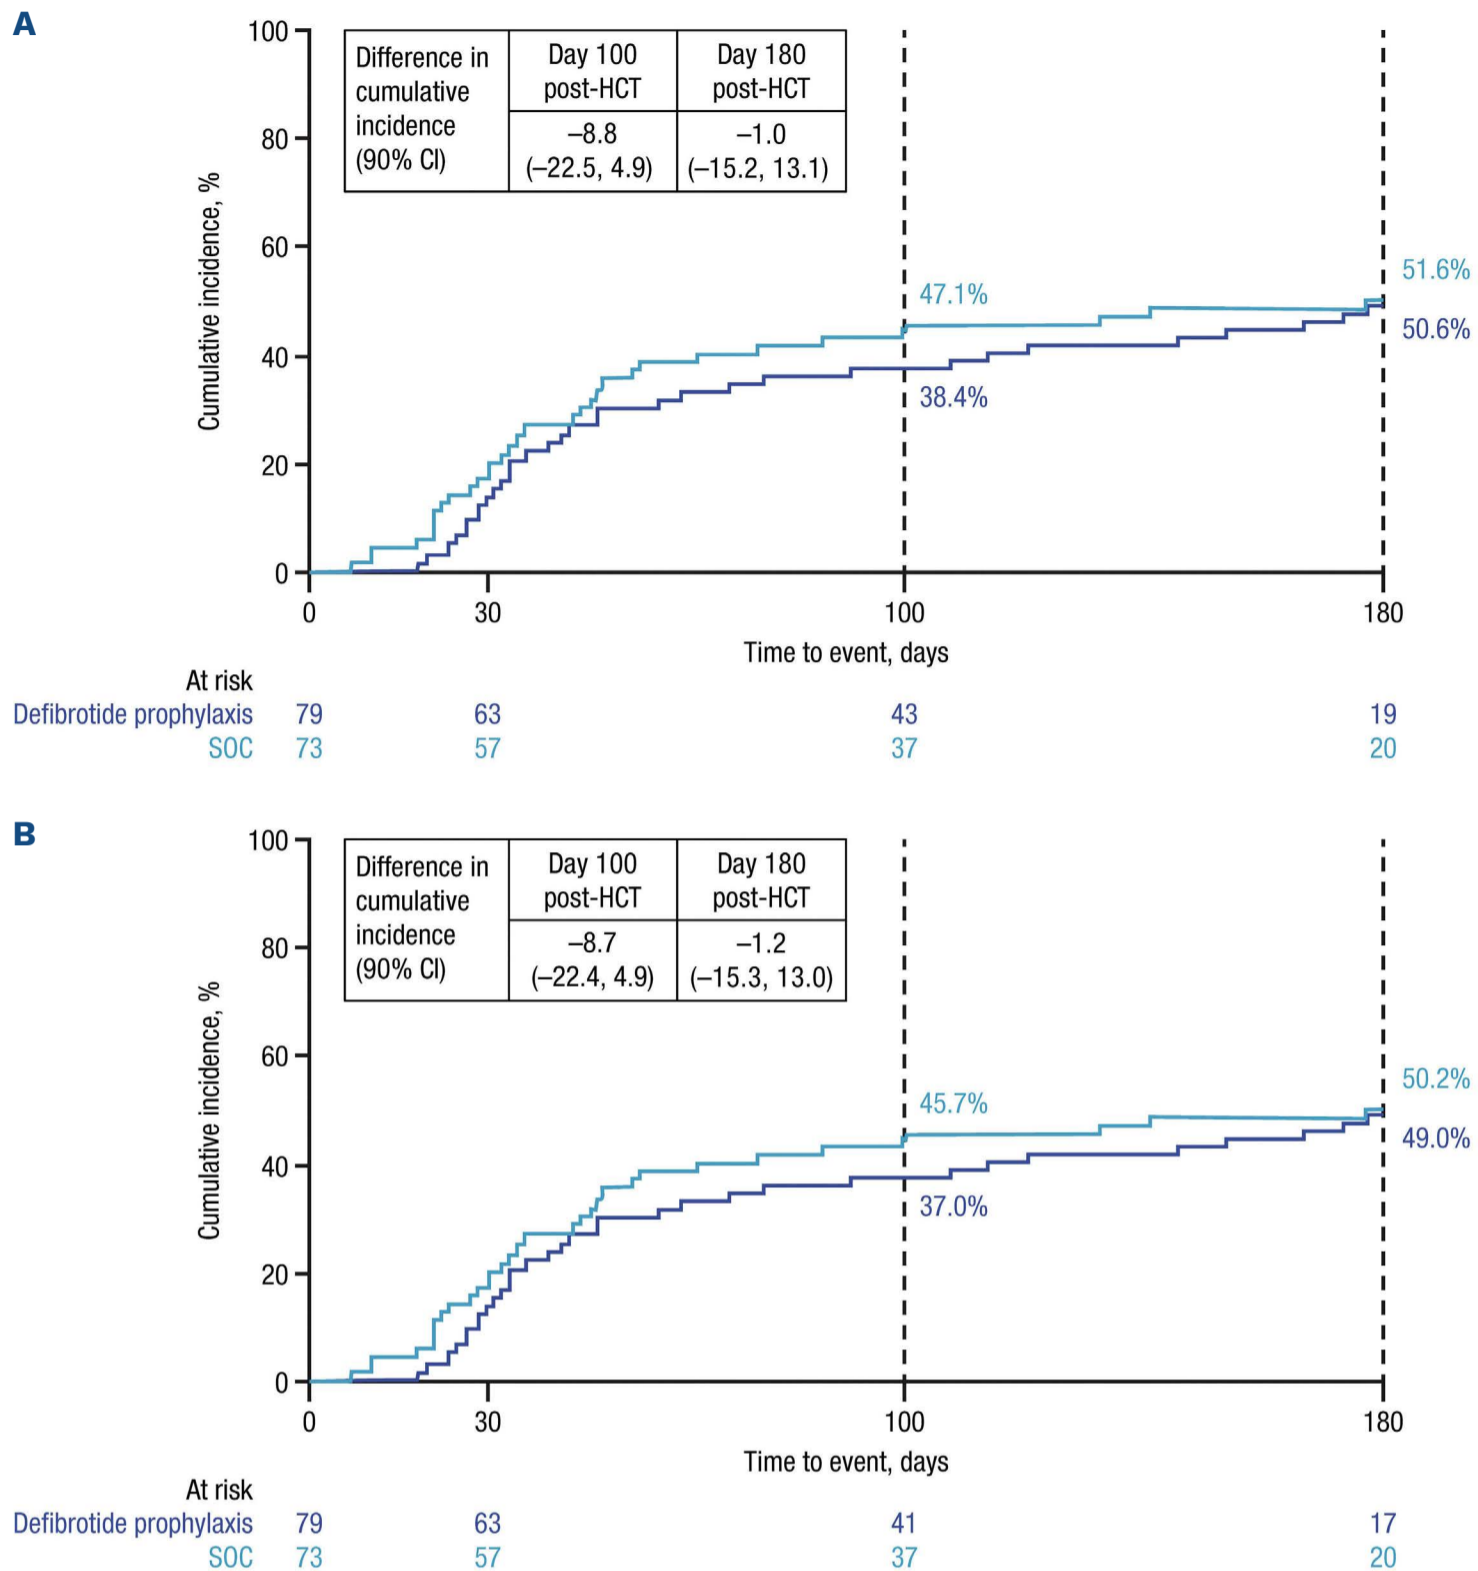 A
100
80
60
40
20
0
Cumulative incidence, %
Difference in
cumulative
incidence
(90% CI)
Day 100
post-HCT
Day 180
post-HCT
–8.8
(–22.5, 4.9)
–1.0
(–15.2, 13.1)
47.1%
38.4%
51.6%
50.6%
0 30 100 180
Time to event, days
At risk
Defibrotide prophylaxis 79 63 43 19
SOC 73 57 37 20
B
100
80
60
40
20
0
Cumulative incidence, %
Difference in
cumulative
incidence
(90% CI)
Day 100
post-HCT
Day 180
post-HCT
–8.7
(–22.4, 4.9)
–1.2
(–15.3, 13.0)
45.7%
37.0%
50.2%
49.0%
0 30 100 180
Time to event, days
At risk
Defibrotide prophylaxis 79 63 41 17
SOC 73 57 37 20